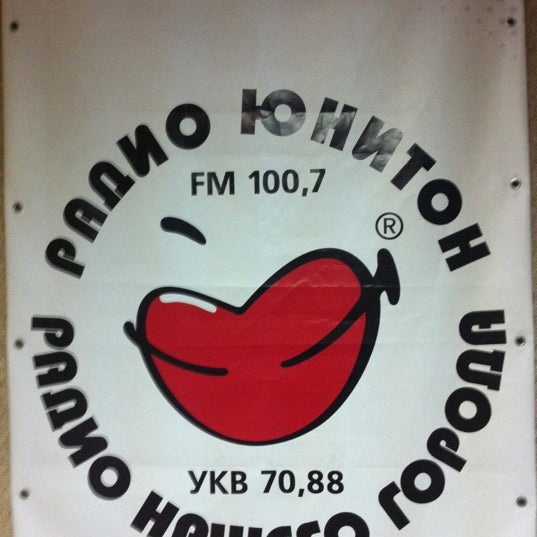 РАДИО ЮНИТОН
FM 100,7
®
УКВ 70,88
РАДИО НАШЕГО ГОРОДА